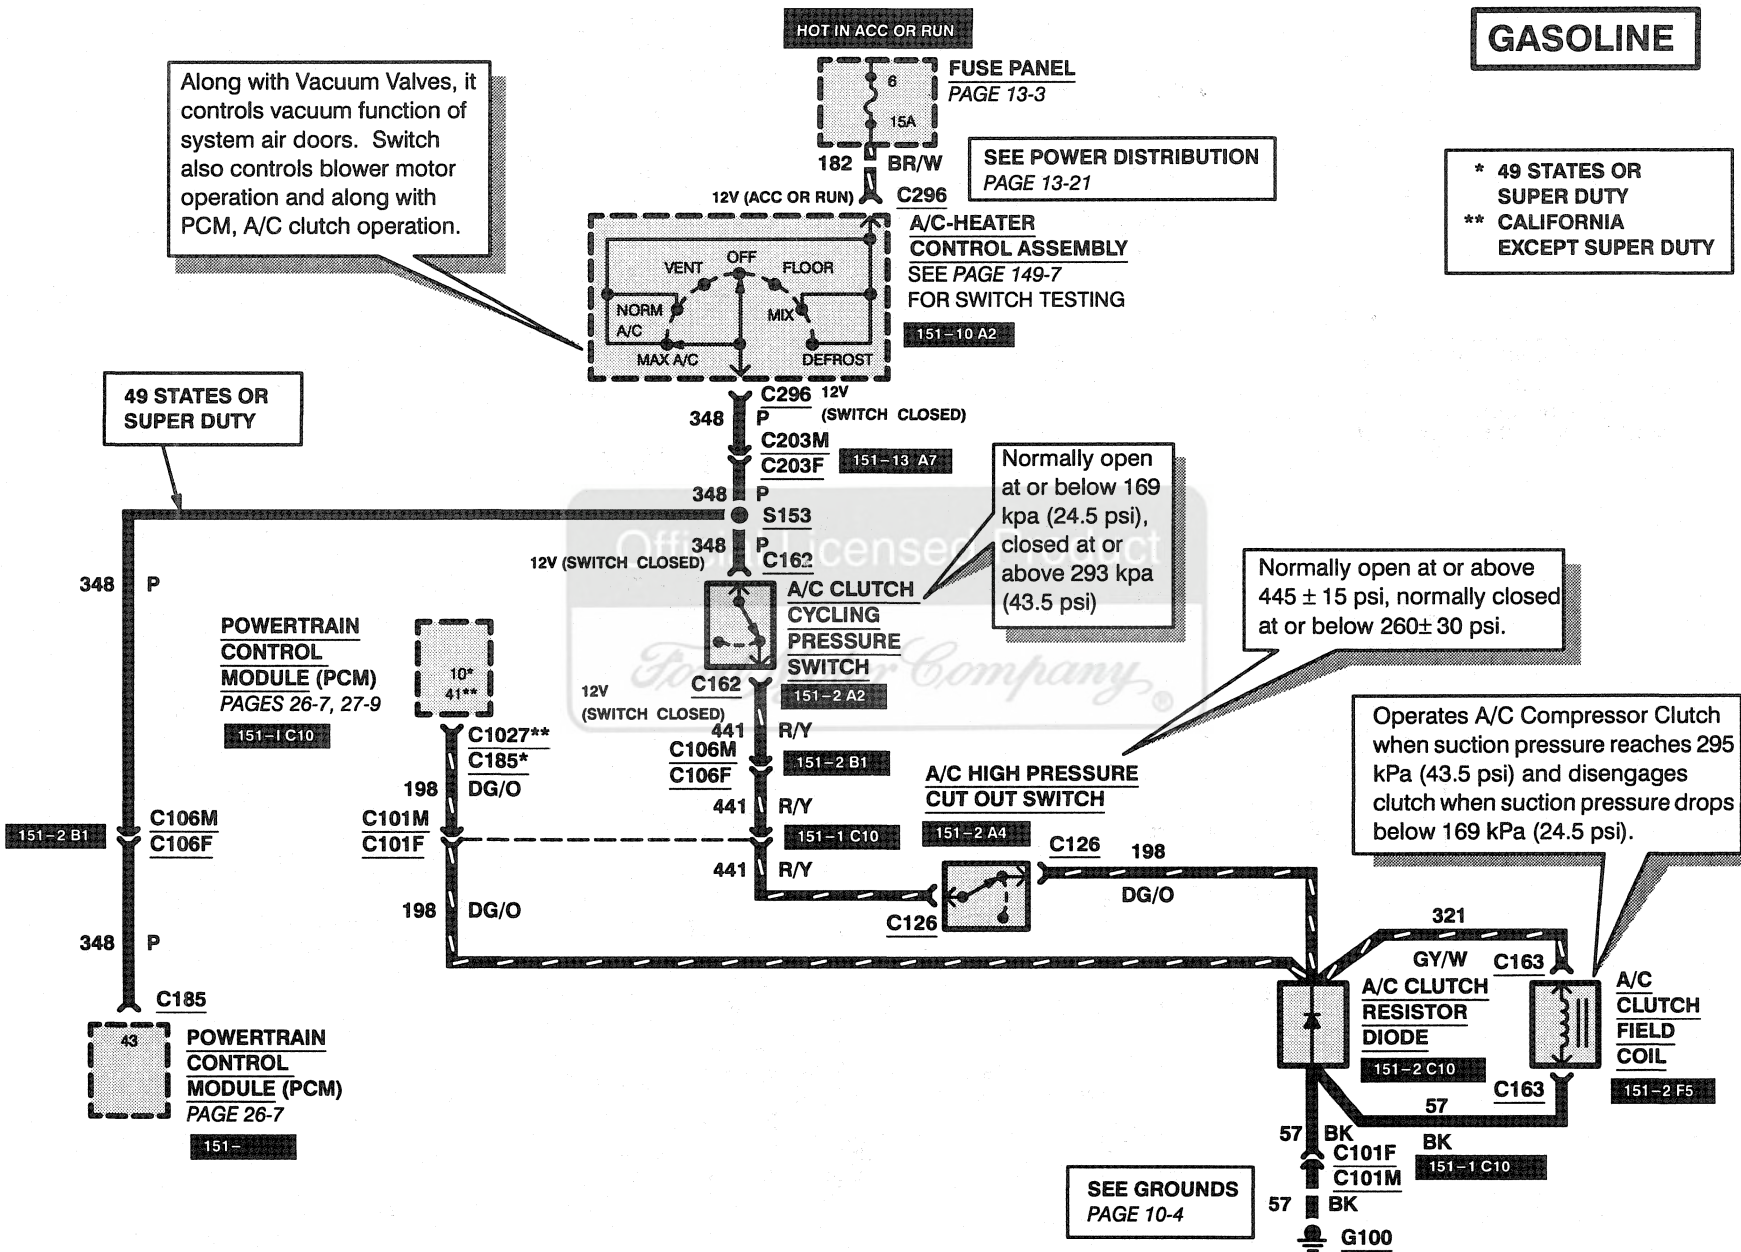 HOT IN ACC OR RUN
GASOLINE
Along with Vacuum Valves, it
controls vacuum function of
system air doors. Switch
also controls blower motor
operation and along with
PCM, A/C clutch operation.
6
15A
FUSE PANEL
PAGE 13-3
182 BR/W
SEE POWER DISTRIBUTION
PAGE 13-21
* 49 STATES OR
SUPER DUTY
** CALIFORNIA
EXCEPT SUPER DUTY
12V (ACC OR RUN)
C296
A/C-HEATER
CONTROL ASSEMBLY
SEE PAGE 149-7
FOR SWITCH TESTING
151-10 A2
OFF
VENT
FLOOR
NORM
A/C
MIX
MAX A/C
DEFROST
49 STATES OR
SUPER DUTY
C296 12V
(SWITCH CLOSED)
348 P
C203M
C203F
151-13 A7
348 P
S153
348 P
12V (SWITCH CLOSED)
C162
Official Licensed Product
Ford Motor Company
®
Normally open
at or below 169
kpa (24.5 psi),
closed at or
above 293 kpa
(43.5 psi)
A/C CLUTCH
CYCLING
PRESSURE
SWITCH
151-2 A2
Normally open at or above
445 ± 15 psi, normally closed
at or below 260± 30 psi.
348 P
POWERTRAIN
CONTROL
MODULE (PCM)
PAGES 26-7, 27-9
151-I C10
10*
41**
C1027**
C185*
198 DG/O
C101M
C101F
198 DG/O
C162
12V
(SWITCH CLOSED)
441 R/Y
C106M
C106F
151-2 B1
441 R/Y
151-1 C10
441 R/Y
A/C HIGH PRESSURE
CUT OUT SWITCH
151-2 A4
C126
198
DG/O
C126
Operates A/C Compressor Clutch
when suction pressure reaches 295
kPa (43.5 psi) and disengages
clutch when suction pressure drops
below 169 kPa (24.5 psi).
151-2 B1
C106M
C106F
348 P
C185
43
POWERTRAIN
CONTROL
MODULE (PCM)
PAGE 26-7
151-
321
GY/W
C163
A/C CLUTCH
RESISTOR
DIODE
151-2 C10
A/C
CLUTCH
FIELD
COIL
151-2 F5
C163
57
BK
57 BK
C101F
C101M
151-1 C10
57 BK
G100
SEE GROUNDS
PAGE 10-4